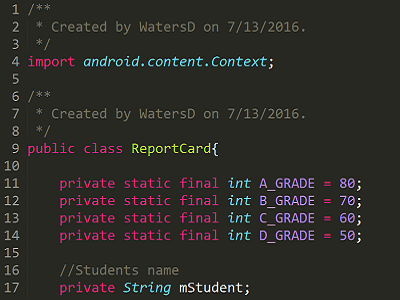 1 /**
2  * Created by WatersD on 7/13/2016.
3  */
4 import android.content.Context;
5
6 /**
7  * Created by WatersD on 7/13/2016.
8  */
9 public class ReportCard{
10
11     private static final int A_GRADE = 80;
12     private static final int B_GRADE = 70;
13     private static final int C_GRADE = 60;
14     private static final int D_GRADE = 50;
15
16     //Students name
17     private String mStudent;